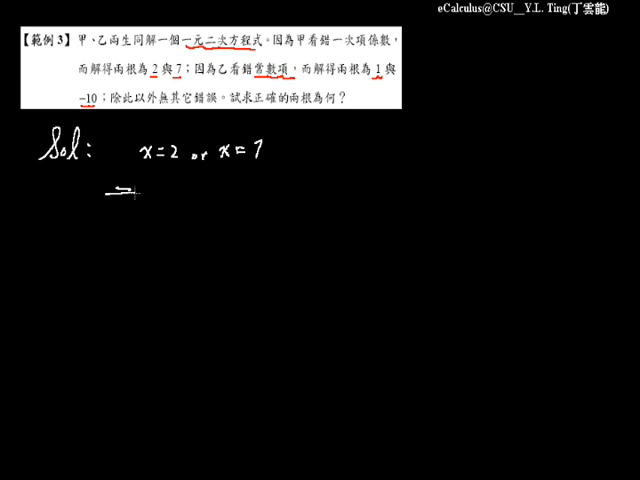 eCalculus@CSU__Y.L. Ting(丁雲龍)
【範例3】甲、乙兩生同解一個一元二次方程式。因為甲看錯一次項係數，
而解得兩根為 2 與 7；因為乙看錯常數項，而解得兩根為 1 與
−10；除此以外無其它錯誤。試求正確的兩根為何？
Sol: x=2 or x=7